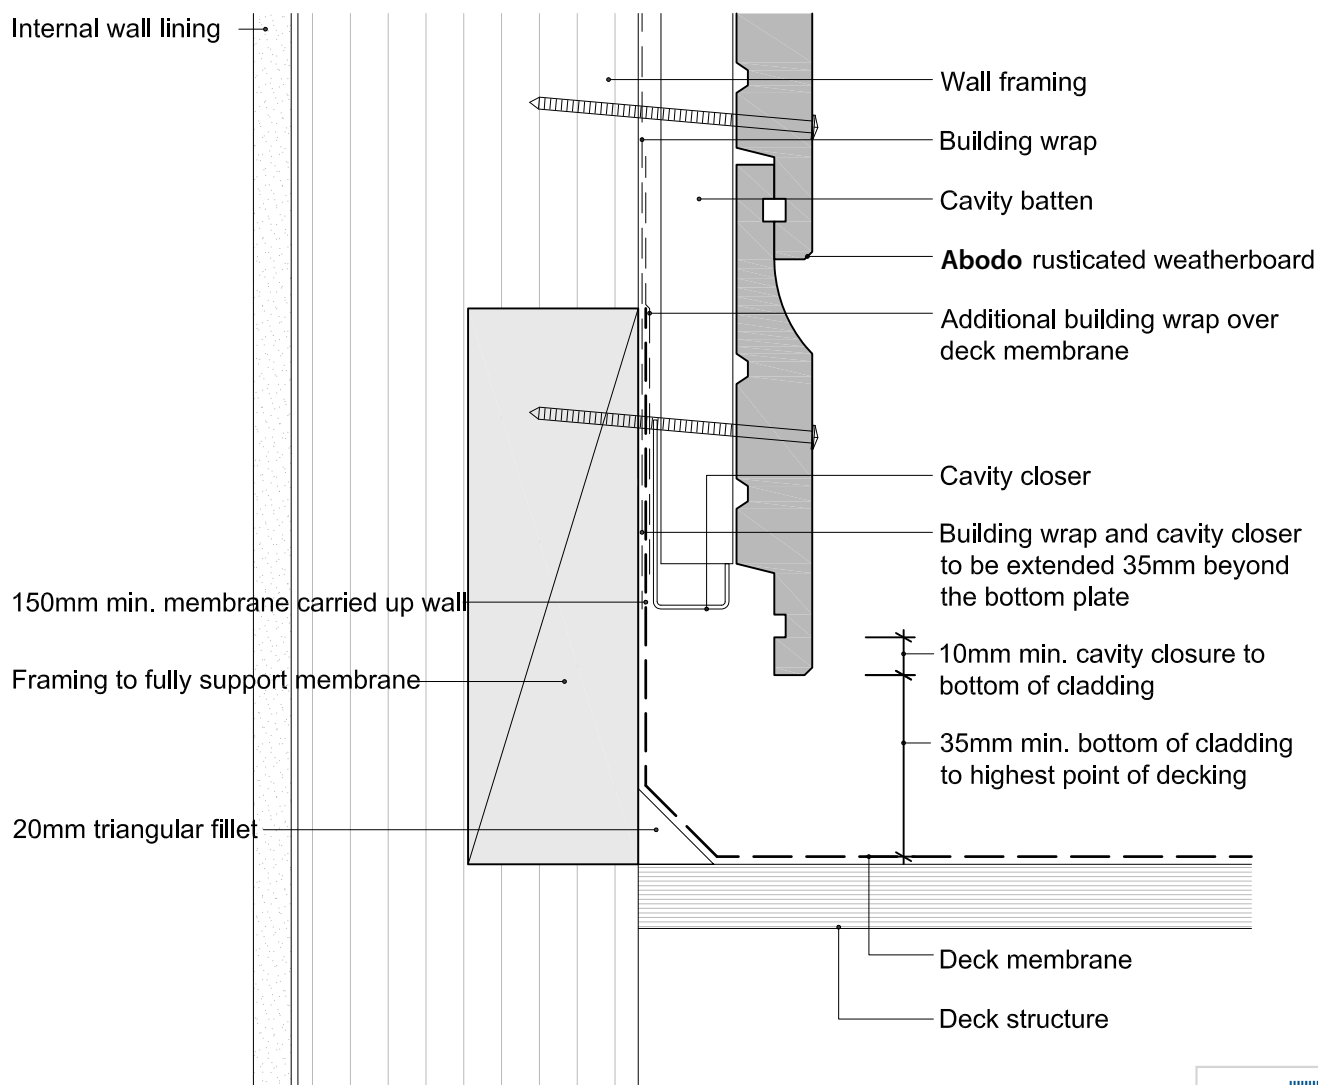 Internal wall lining
Wall framing
Building wrap
Cavity batten
Abodo rusticated weatherboard
Additional building wrap over
deck membrane
Cavity closer
Building wrap and cavity closer
to be extended 35mm beyond
the bottom plate
150mm min. membrane carried up wall
10mm min. cavity closure to
bottom of cladding
Framing to fully support membrane
35mm min. bottom of cladding
to highest point of decking
20mm triangular fillet
Deck membrane
Deck structure